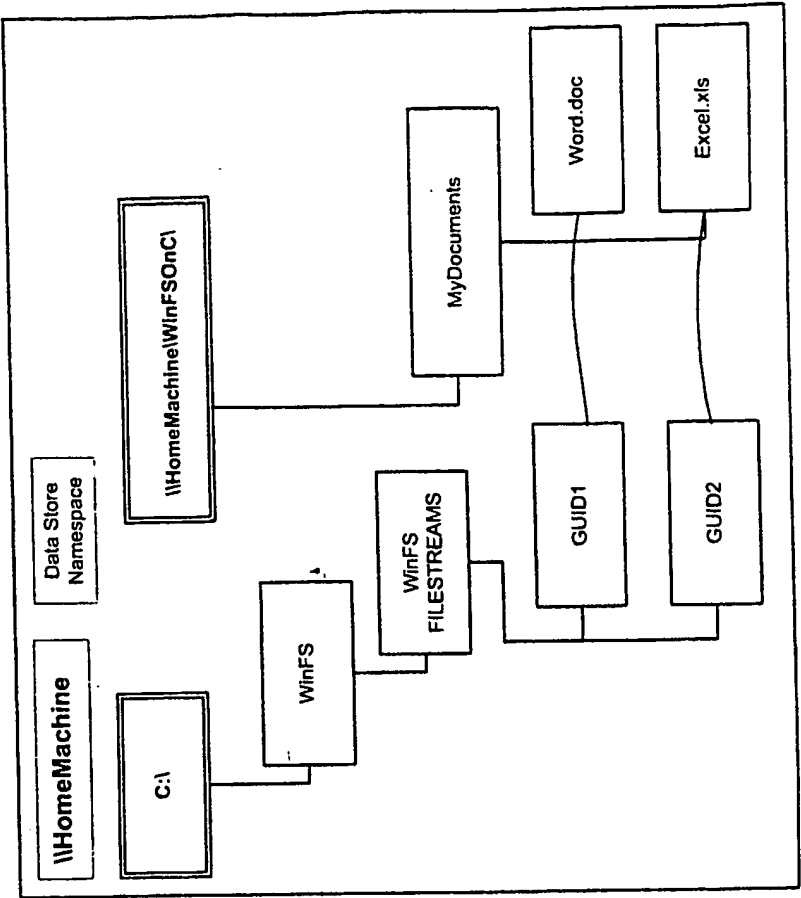 \\HomeMachine
Data Store
Namespace
C:\
\\HomeMachine\WinFSOnC\
WinFS
WinFS
FILESTREAMS
MyDocuments
GUID1
Word.doc
GUID2
Excel.xls